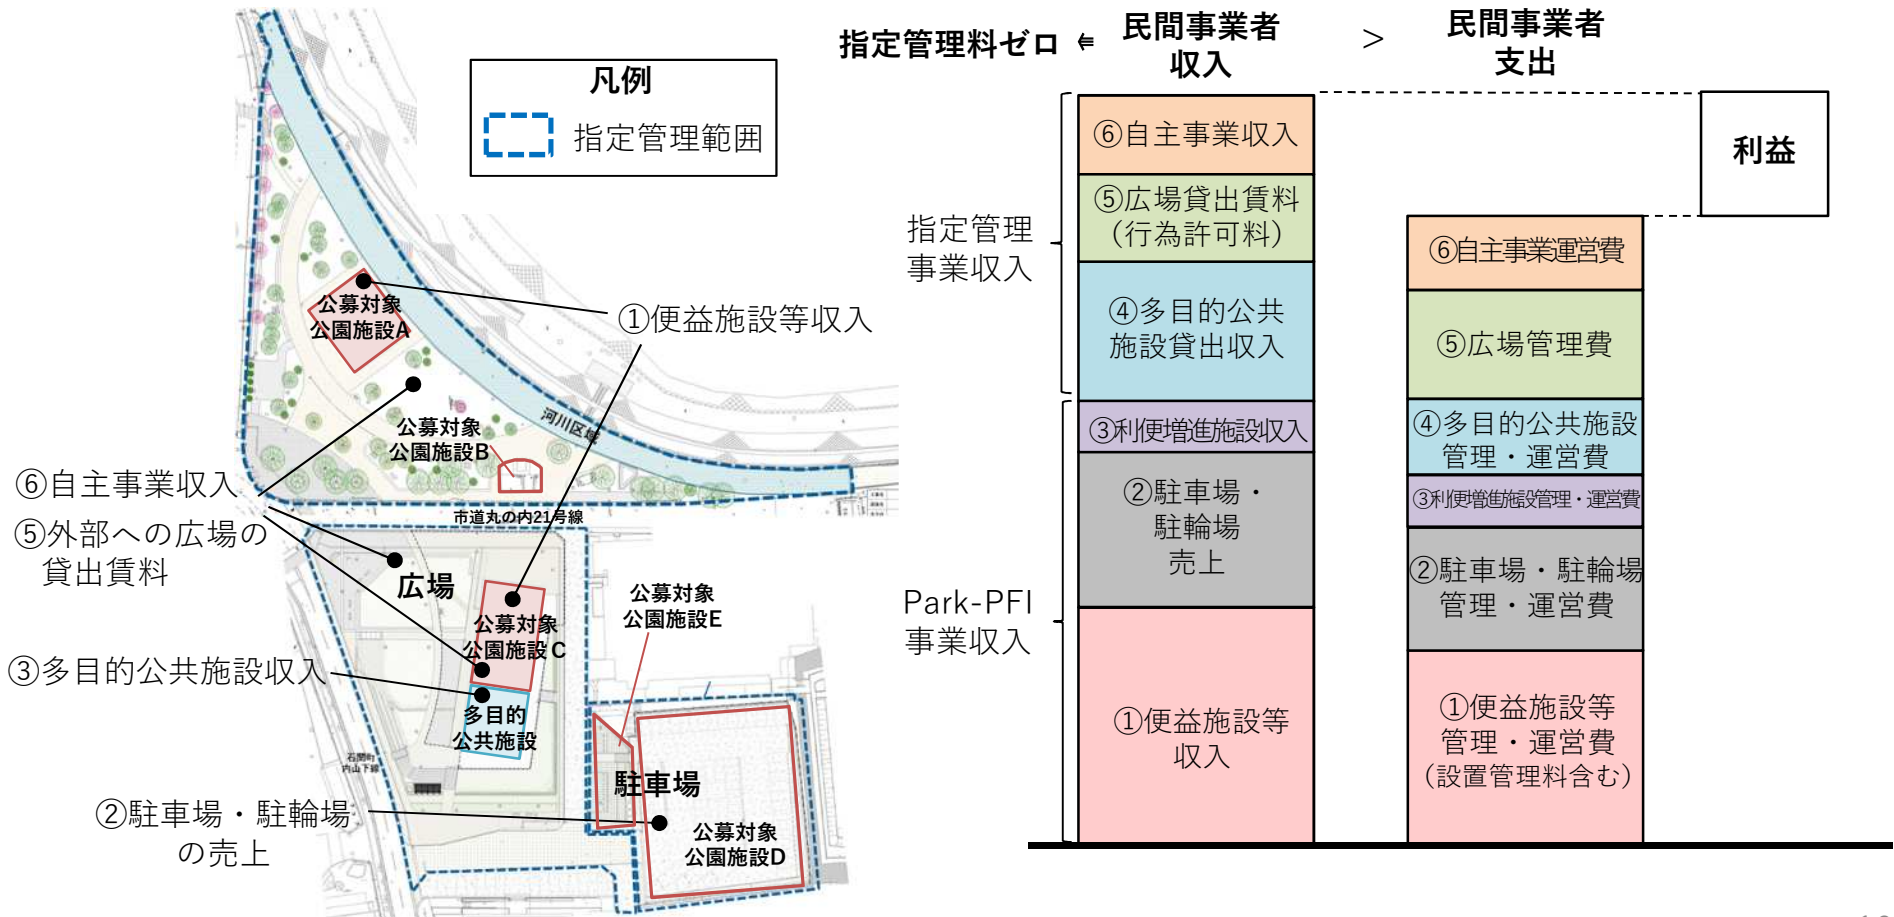 凡例
指定管理範囲
公募対象
公園施設A
①便益施設等収入
公募対象
公園施設B
河川区域
⑥自主事業収入
⑤外部への広場の
貸出賃料
市道丸の内21号線
広場
公募対象
公園施設C
公募対象
公園施設E
③多目的公共施設収入
多目的
公共施設
石関町
内山下線
駐車場
②駐車場・駐輪場
の売上
公募対象
公園施設D
指定管理料ゼロ ⇐ 民間事業者
収入
>
民間事業者
支出
指定管理
事業収入
Park-PFI
事業収入
⑥自主事業収入
⑤広場貸出賃料
(行為許可料)
④多目的公共
施設貸出収入
③利便増進施設収入
②駐車場・
駐輪場
売上
①便益施設等
収入
⑥自主事業運営費
⑤広場管理費
④多目的公共施設
管理・運営費
③利便増進施設管理・運営費
②駐車場・駐輪場
管理・運営費
①便益施設等
管理・運営費
(設置管理料含む)
利益